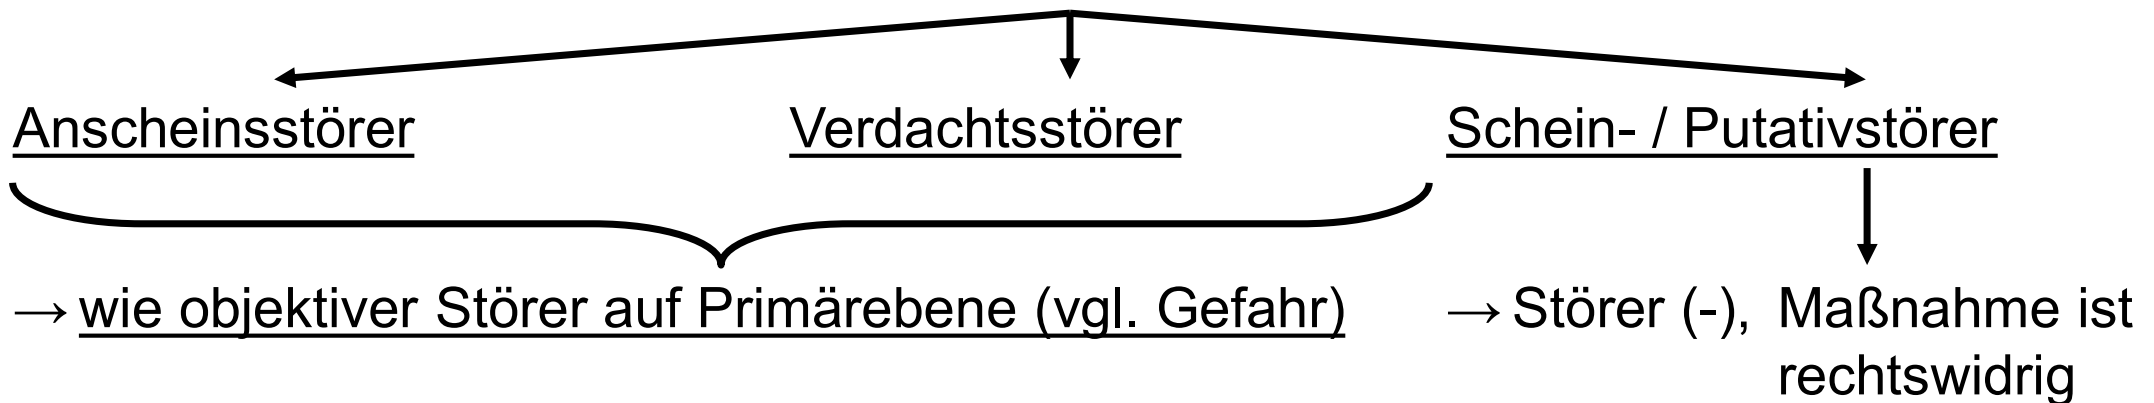 Anscheinsstörer Verdachtsstörer Schein- / Putativstörer
→ wie objektiver Störer auf Primärebene (vgl. Gefahr) → Störer (-), Maßnahme ist
rechtswidrig